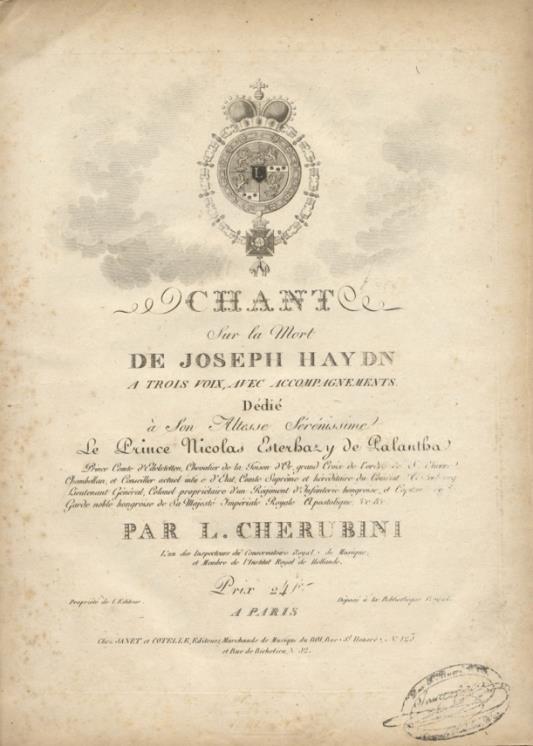 L
CHANT
Sur la Mort
DE JOSEPH HAYDN
A TROIS VOIX, AVEC ACCOMPAGNEMENTS.
Dédié
à Son Altesse Sérénissime
Le Prince Nicolas Esterhazy de Galantha
Prince Comte d'Edelstetten, Chevalier de la Toison d'Or, grand Croix de l'ordre de S.
Chambellan, et Conseiller actuel d'Etat, Comte Suprême et héréditaire du Comitat
Lieutenant Général, Colonel propriétaire d'un Régiment d'Infanterie hongroise, et
Garde noble hongroise de Sa Majesté Impériale Royale Apostolique. &c &c
PAR L. CHERUBINI
L'un des Inspecteurs du Conservatoire Royal de Musique,
et Membre de l'Institut Royal de Hollande.
Prix 24 f.
Propriété de l'Editeur. Déposé à la Bibliothèque
A PARIS
Chez JANET et COTELLE, Editeurs, Marchands de Musique du ROI, Rue St Honoré, N° 123
et Rue de Richelieu, N. 92.